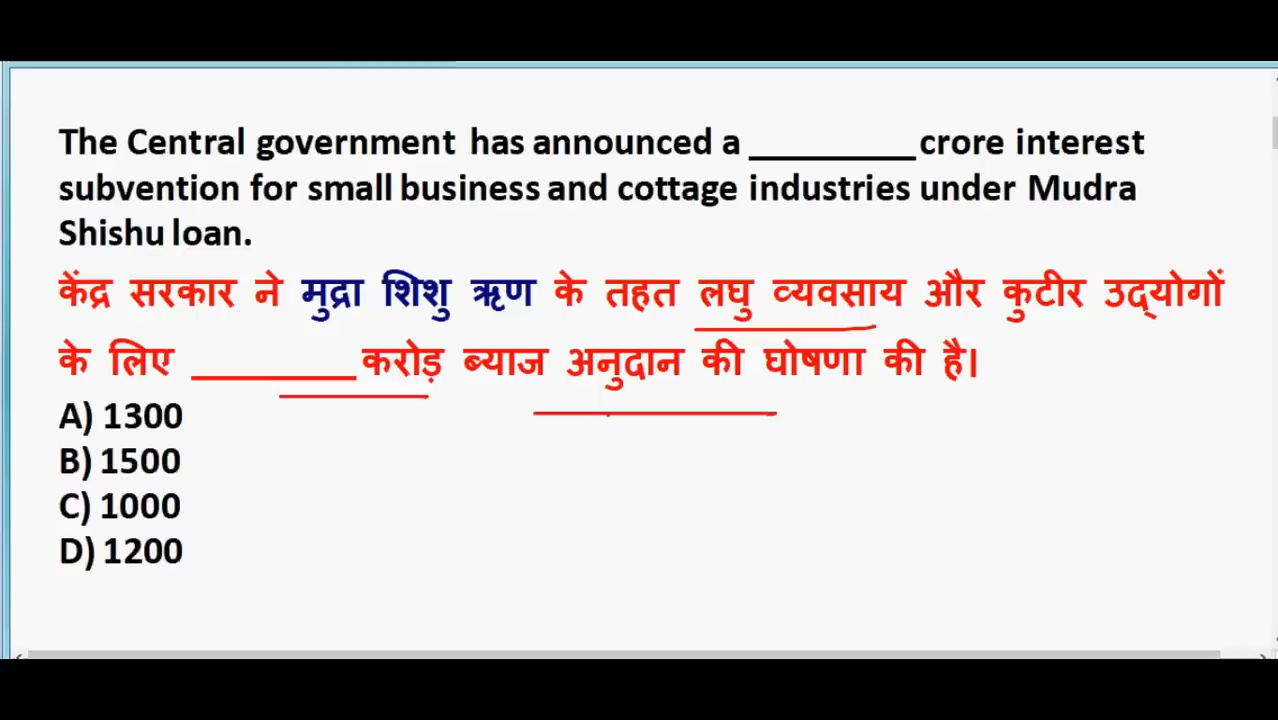 The Central government has announced a _________ crore interest
subvention for small business and cottage industries under Mudra
Shishu loan.
केंद्र सरकार ने मुद्रा शिशु ऋण के तहत लघु व्यवसाय और कुटीर उद्योगों
के लिए _________ करोड़ ब्याज अनुदान की घोषणा की है।
A) 1300
B) 1500
C) 1000
D) 1200